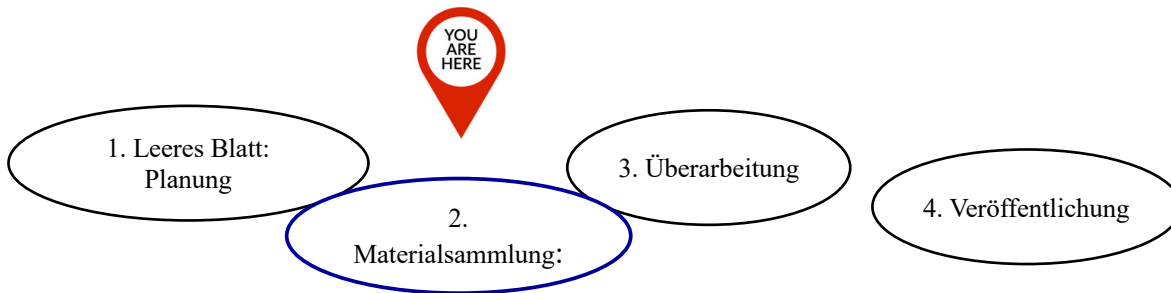 YOU
ARE
HERE
1. Leeres Blatt:
Planung
2.
Materialsammlung:
3. Überarbeitung
4. Veröffentlichung